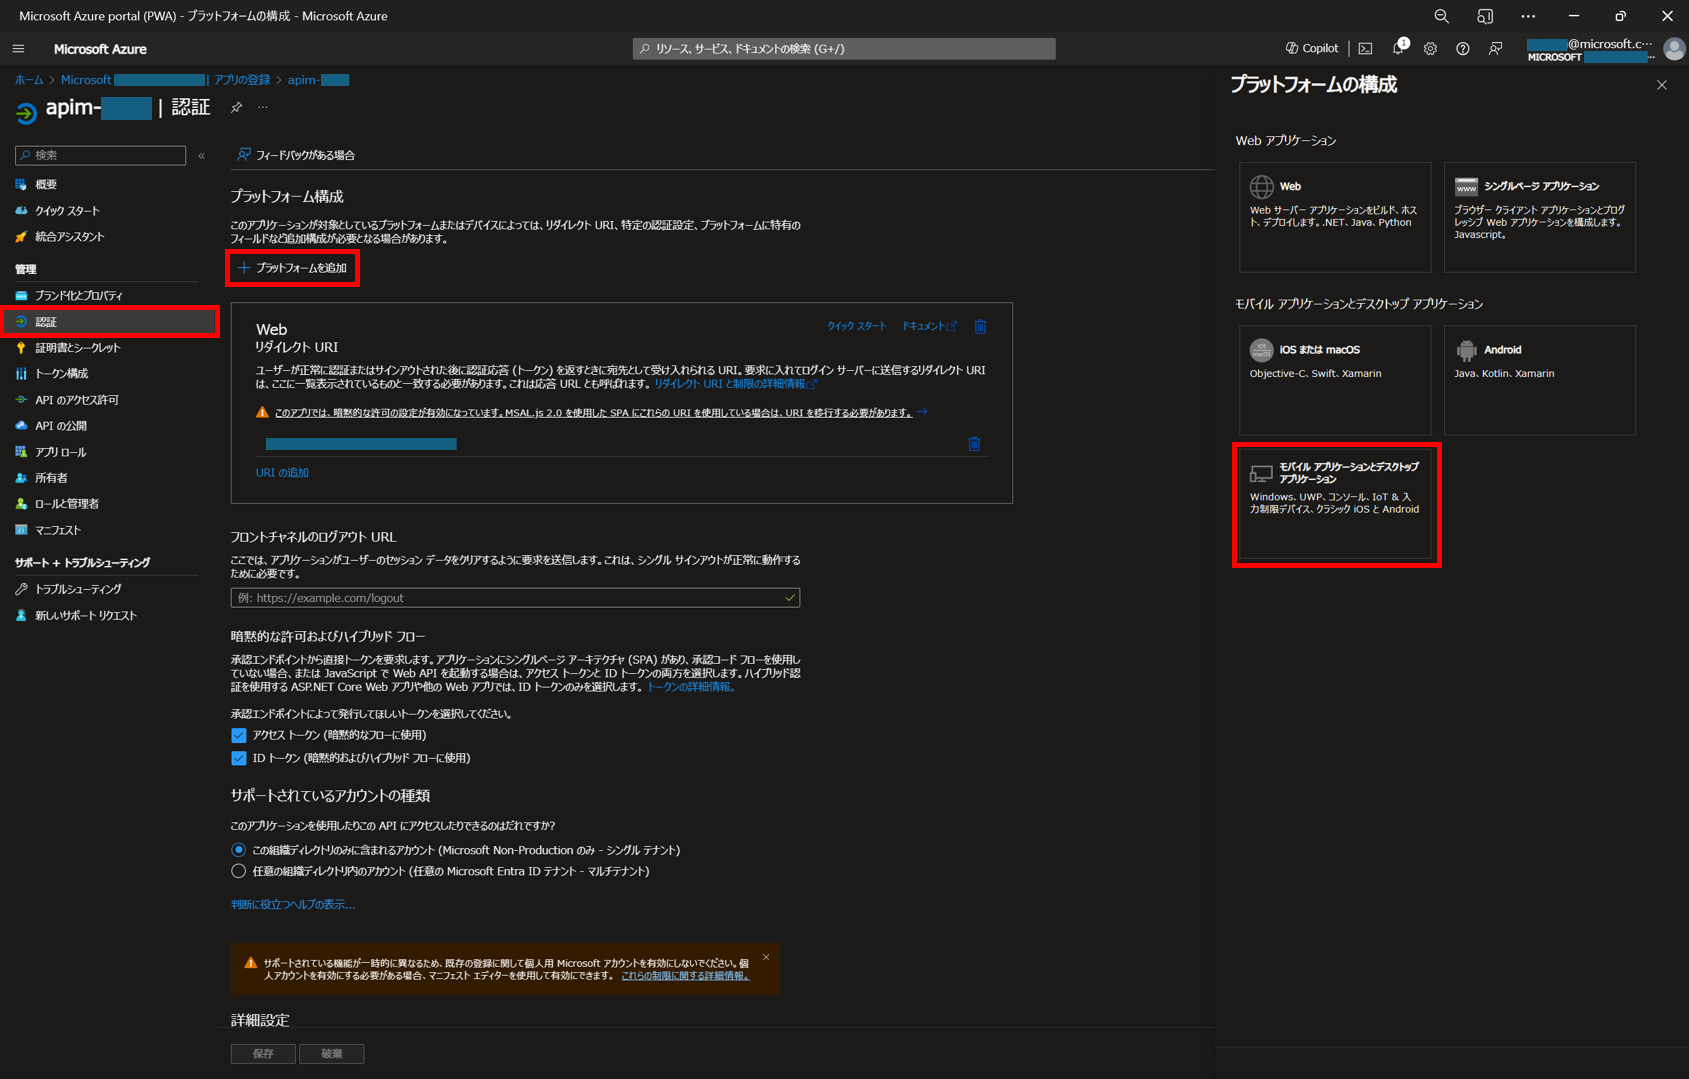 Microsoft Azure portal (PWA) - プラットフォームの構成 - Microsoft Azure
Microsoft Azure
リソース、サービス、ドキュメントの検索 (G+/)
Copilot
1
@microsoft.c…
MICROSOFT
ホーム > Microsoft | アプリの登録 > apim-
apim- | 認証
検索
概要
クイック スタート
統合アシスタント
管理
ブランド化とプロパティ
認証
証明書とシークレット
トークン構成
API のアクセス許可
API の公開
アプリ ロール
所有者
ロールと管理者
マニフェスト
サポート + トラブルシューティング
トラブルシューティング
新しいサポート リクエスト
フィードバックがある場合
プラットフォーム構成
このアプリケーションが対象としているプラットフォームまたはデバイスによっては、リダイレクト URI、特定の認証設定、プラットフォームに特有の
フィールドなど追加構成が必要となる場合があります。
プラットフォームを追加
Web
クイック スタート
ドキュメント
リダイレクト URI
ユーザーが正常に認証またはサインアウトされた後に認証応答 (トークン) を返すときに宛先として受け入れられる URI。要求に入れてログイン サーバーに送信するリダイレクト URI
は、ここに一覧表示されているものと一致する必要があります。これは応答 URL とも呼ばれます。 リダイレクト URI と制限の詳細情報
このアプリでは、暗黙的な許可の設定が有効になっています。MSAL.js 2.0 を使用した SPA にこれらの URI を使用している場合は、URI を移行する必要があります。
URI の追加
フロントチャネルのログアウト URL
ここでは、アプリケーションがユーザーのセッション データをクリアするように要求を送信します。これは、シングル サインアウトが正常に動作する
ために必要です。
例: https://example.com/logout
暗黙的な許可およびハイブリッド フロー
承認エンドポイントから直接トークンを要求します。アプリケーションにシングルページ アーキテクチャ (SPA) があり、承認コード フローを使用し
ていない場合、または JavaScript で Web API を起動する場合は、アクセス トークンと ID トークンの両方を選択します。ハイブリッド認
証を使用する ASP.NET Core Web アプリや他の Web アプリでは、ID トークンのみを選択します。 トークンの詳細情報。
承認エンドポイントによって発行してほしいトークンを選択してください。
アクセス トークン (暗黙的なフローに使用)
ID トークン (暗黙的およびハイブリッド フローに使用)
サポートされているアカウントの種類
このアプリケーションを使用したりこの API にアクセスしたりできるのはだれですか?
この組織ディレクトリのみに含まれるアカウント (Microsoft Non-Production のみ - シングル テナント)
任意の組織ディレクトリ内のアカウント (任意の Microsoft Entra ID テナント - マルチテナント)
判断に役立つヘルプの表示...
サポートされている機能が一時的に異なるため、既存の登録に関して個人用 Microsoft アカウントを有効にしないでください。個
人アカウントを有効にする必要がある場合、マニフェスト エディターを使用して有効にできます。 これらの制限に関する詳細情報。
詳細設定
保存
破棄
プラットフォームの構成
Web アプリケーション
Web
Web サーバー アプリケーションをビルド、ホス
ト、デプロイします。.NET、Java、Python
www
シングルページ アプリケーション
ブラウザー クライアント アプリケーションとプログ
レッシブ Web アプリケーションを構成します。
Javascript。
モバイル アプリケーションとデスクトップ アプリケーション
iOS
macOS
iOS または macOS
Objective-C、Swift、Xamarin
Android
Java、Kotlin、Xamarin
モバイル アプリケーションとデスクトップ
アプリケーション
Windows、UWP、コンソール、IoT & 入
力制限デバイス、クラシック iOS と Android